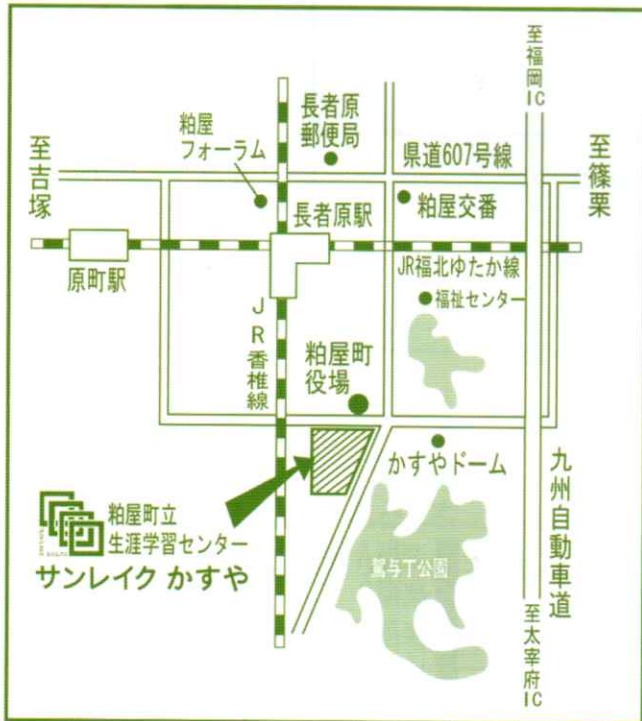 至福岡IC
粕屋
フォーラム
長者原
郵便局
県道607号線
至吉塚
至篠栗
長者原駅
粕屋交番
原町駅
JR福北ゆたか線
福祉センター
JR香椎線
粕屋町
役場
かすやドーム
九州自動車道
粕屋町立
生涯学習センター
サンレイク かすや
駕与丁公園
至太宰府IC